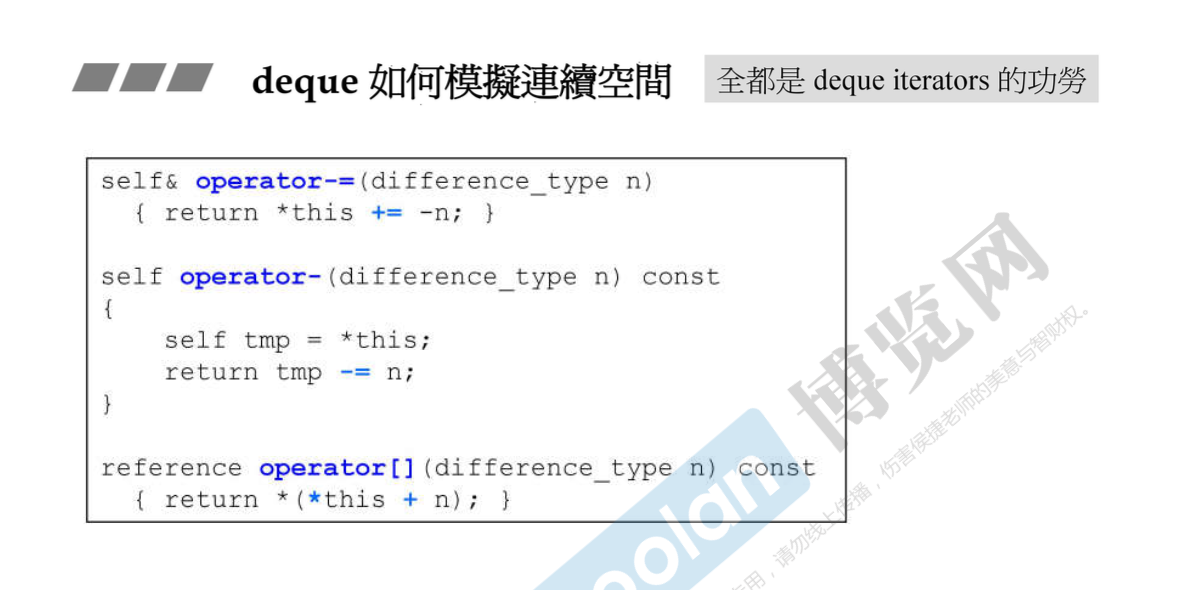 deque 如何模擬連續空間
全都是 deque iterators 的功勞
self& operator-=(difference_type n)
{ return *this += -n; }
self operator-(difference_type n) const
{
self tmp = *this;
return tmp -= n;
}
reference operator[](difference_type n) const
{ return *(*this + n); }
博览网
oolan
用，请勿线上传播，伤害侯捷老师的美意与智财权。